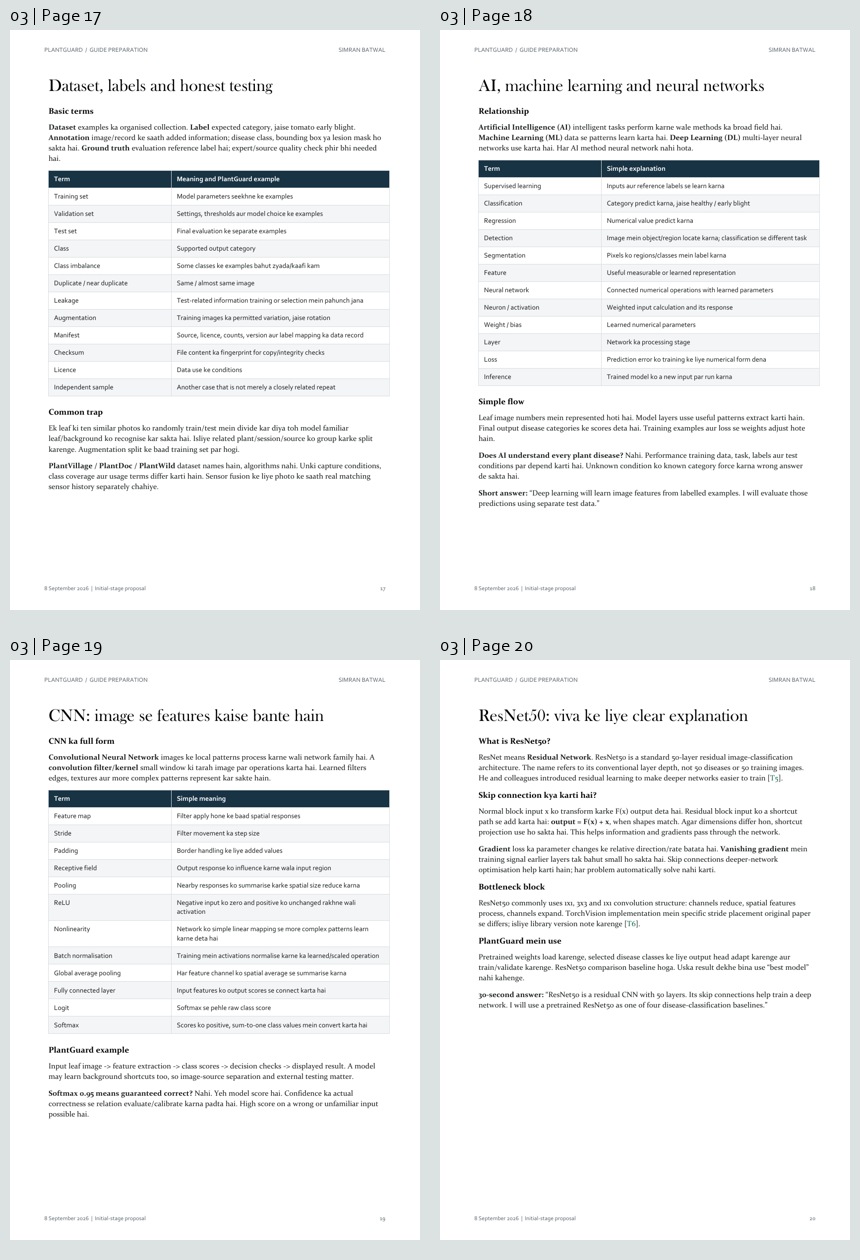 03 | Page 17
PLANTGUARD / GUIDE PREPARATION
SIMRAN BATWAL
Dataset, labels and honest testing
Basic terms
Dataset examples ka organised collection. Label expected category, jaise tomato early blight.
Annotation image/record ke saath added information; disease class, bounding box ya lesion mask ho
sakta hai. Ground truth evaluation reference label hai; expert/source quality check phir bhi needed
hai.
Term Meaning and PlantGuard example
Training set Model parameters seekhne ke examples
Validation set Settings, thresholds aur model choice ke examples
Test set Final evaluation ke separate examples
Class Supported output category
Class imbalance Some classes ke examples bahut zyada/kaafi kam
Duplicate / near duplicate Same / almost same image
Leakage Test-related information training or selection mein pahunch jana
Augmentation Training images ka permitted variation, jaise rotation
Manifest Source, licence, counts, version aur label mapping ka data record
Checksum File content ka fingerprint for copy/integrity checks
Licence Data use ke conditions
Independent sample Another case that is not merely a closely related repeat
Common trap
Ek leaf ki ten similar photos ko randomly train/test mein divide kar diya toh model familiar
leaf/background ko recognise kar sakta hai. Isliye related plant/session/source ko group karke split
karenge. Augmentation split ke baad training set par hogi.
PlantVillage / PlantDoc / PlantWild dataset names hain, algorithms nahi. Unki capture conditions,
class coverage aur usage terms differ karti hain. Sensor fusion ke liye photo ke saath real matching
sensor history separately chahiye.
8 September 2026 | Initial-stage proposal
17
03 | Page 18
PLANTGUARD / GUIDE PREPARATION
SIMRAN BATWAL
AI, machine learning and neural networks
Relationship
Artificial Intelligence (AI) intelligent tasks perform karne wale methods ka broad field hai.
Machine Learning (ML) data se patterns learn karta hai. Deep Learning (DL) multi-layer neural
networks use karta hai. Har AI method neural network nahi hota.
Term Simple explanation
Supervised learning Inputs aur reference labels se learn karna
Classification Category predict karna, jaise healthy / early blight
Regression Numerical value predict karna
Detection Image mein object/region locate karna; classification se different task
Segmentation Pixels ko regions/classes mein label karna
Feature Useful measurable or learned representation
Neural network Connected numerical operations with learned parameters
Neuron / activation Weighted input calculation and its response
Weight / bias Learned numerical parameters
Layer Network ka processing stage
Loss Prediction error ko training ke liye numerical form dena
Inference Trained model ko a new input par run karna
Simple flow
Leaf image numbers mein represented hoti hai. Model layers usse useful patterns extract karti hain.
Final output disease categories ke scores deta hai. Training examples aur loss se weights adjust hote
hain.
Does AI understand every plant disease? Nahi. Performance training data, task, labels aur test
conditions par depend karti hai. Unknown condition ko known category force karna wrong answer
de sakta hai.
Short answer: “Deep learning will learn image features from labelled examples. I will evaluate those
predictions using separate test data.”
8 September 2026 | Initial-stage proposal
18
03 | Page 19
PLANTGUARD / GUIDE PREPARATION
SIMRAN BATWAL
CNN: image se features kaise bante hain
CNN ka full form
Convolutional Neural Network images ke local patterns process karne wali network family hai. A
convolution filter/kernel small window ki tarah image par operations karta hai. Learned filters
edges, textures aur more complex patterns represent kar sakte hain.
Term Simple meaning
Feature map Filter apply hone ke baad spatial responses
Stride Filter movement ka step size
Padding Border handling ke liye added values
Receptive field Output response ko influence karne wala input region
Pooling Nearby responses ko summarise karke spatial size reduce karna
ReLU Negative input ko zero and positive ko unchanged rakhne wali
activation
Nonlinearity Network ko simple linear mapping se more complex patterns learn
karne deta hai
Batch normalisation Training mein activations normalise karne ka learned/scaled operation
Global average pooling Har feature channel ko spatial average se summarise karna
Fully connected layer Input features ko output scores se connect karta hai
Logit Softmax se pehle raw class score
Softmax Scores ko positive, sum-to-one class values mein convert karta hai
PlantGuard example
Input leaf image -> feature extraction -> class scores -> decision checks -> displayed result. A model
may learn background shortcuts too, so image-source separation and external testing matter.
Softmax 0.95 means guaranteed correct? Nahi. Yeh model score hai. Confidence ka actual
correctness se relation evaluate/calibrate karna padta hai. High score on a wrong or unfamiliar input
possible hai.
8 September 2026 | Initial-stage proposal
19
03 | Page 20
PLANTGUARD / GUIDE PREPARATION
SIMRAN BATWAL
ResNet50: viva ke liye clear explanation
What is ResNet50?
ResNet means Residual Network. ResNet50 is a standard 50-layer residual image-classification
architecture. The name refers to its conventional layer depth, not 50 diseases or 50 training images.
He and colleagues introduced residual learning to make deeper networks easier to train [T5].
Skip connection kya karti hai?
Normal block input x ko transform karke F(x) output deta hai. Residual block input ko a shortcut
path se add karta hai: output = F(x) + x, when shapes match. Agar dimensions differ hon, shortcut
projection use ho sakta hai. This helps information and gradients pass through the network.
Gradient loss ka parameter changes ke relative direction/rate batata hai. Vanishing gradient mein
training signal earlier layers tak bahut small ho sakta hai. Skip connections deeper-network
optimisation help karti hain; har problem automatically solve nahi karti.
Bottleneck block
ResNet50 commonly uses 1x1, 3x3 and 1x1 convolution structure: channels reduce, spatial features
process, channels expand. TorchVision implementation mein specific stride placement original paper
se differs; isliye library version note karenge [T6].
PlantGuard mein use
Pretrained weights load karenge, selected disease classes ke liye output head adapt karenge aur
train/validate karenge. ResNet50 comparison baseline hoga. Uska result dekhe bina use “best model”
nahi kahenge.
30-second answer: “ResNet50 is a residual CNN with 50 layers. Its skip connections help train a deep
network. I will use a pretrained ResNet50 as one of four disease-classification baselines.”
8 September 2026 | Initial-stage proposal
20